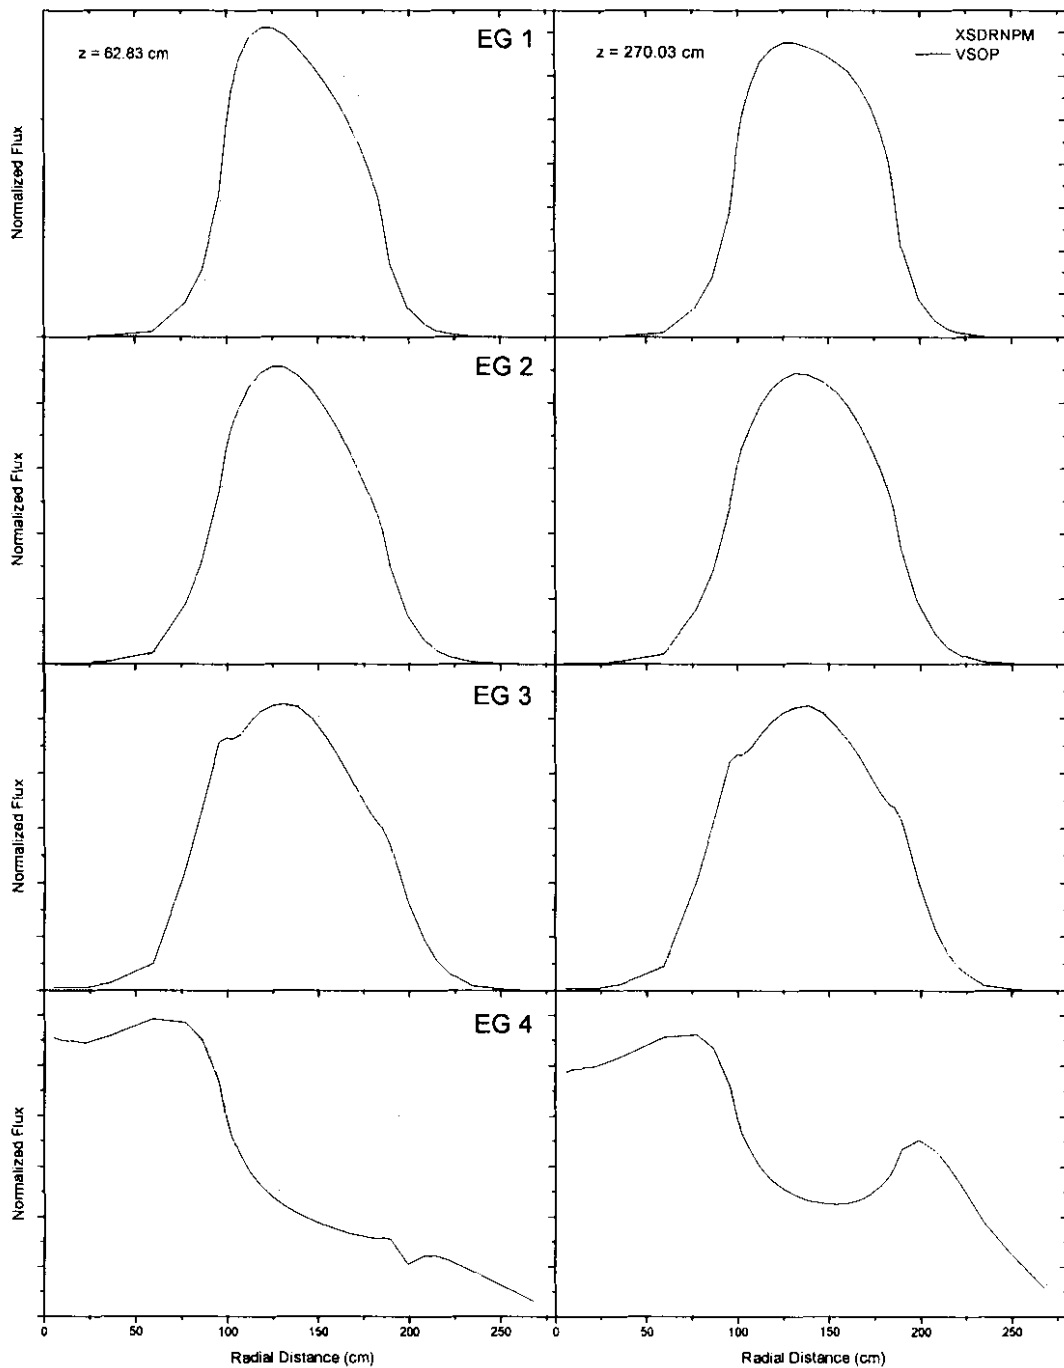 EG 1
z = 62.83 cm
z = 270.03 cm
XSDRNPM
VSOP
Normalized Flux
EG 2
Normalized Flux
EG 3
Normalized Flux
EG 4
Normalized Flux
0 50 100 150 200 250
0 50 100 150 200 250
Radial Distance (cm)
Radial Distance (cm)